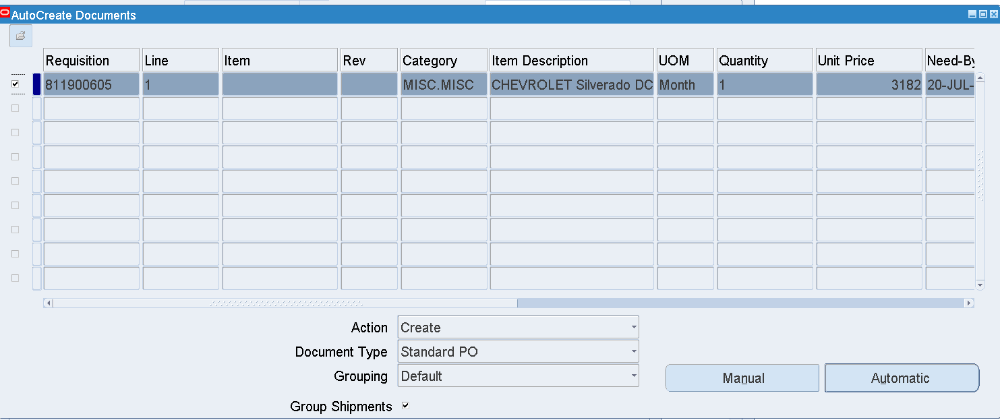 AutoCreate Documents
Requisition Line Item Rev Category Item Description UOM Quantity Unit Price Need-By
811900605 1 MISC.MISC CHEVROLET Silverado DC Month 1 3182 20-JUL-
Action Create
Document Type Standard PO
Grouping Default
Manual Automatic
Group Shipments